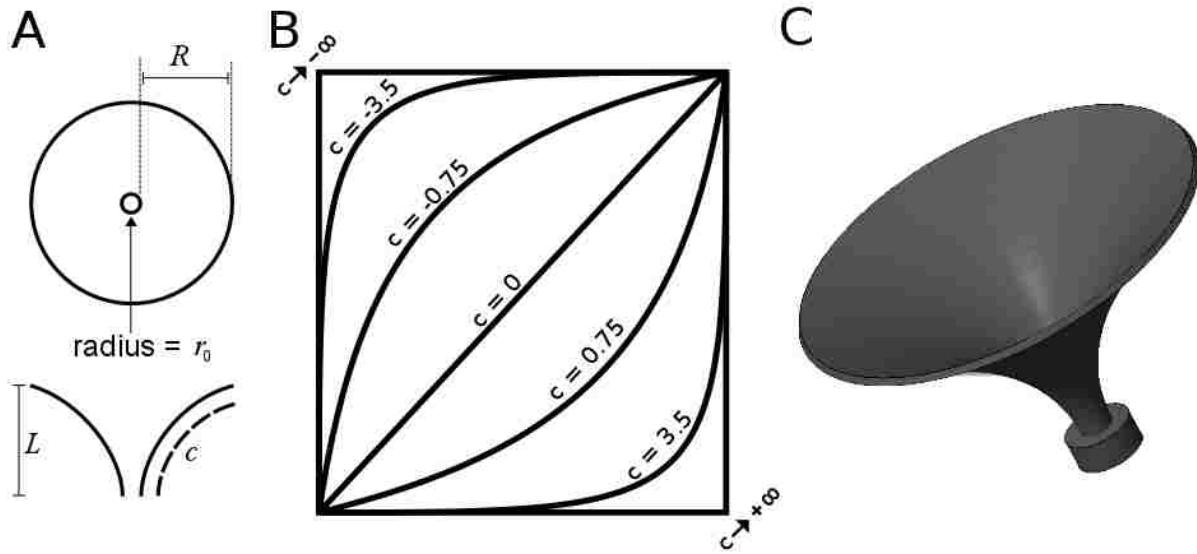 A
R
radius = r₀
L
c
B
c→-∞
c = -3.5
c = -0.75
c = 0
c = 0.75
c = 3.5
c→+∞
C